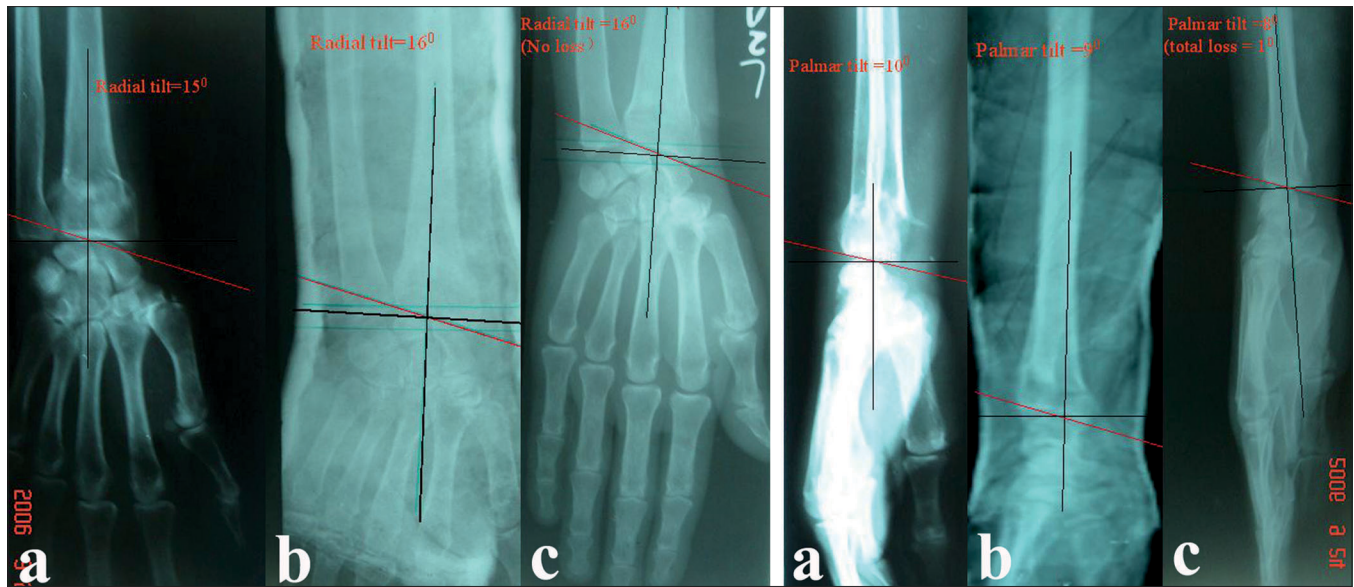 Radial tilt=15⁰
2006
a
Radial tilt=16⁰
b
Radial tilt =16⁰
(No loss)
c
Palmar tilt =10⁰
a
Palmar tilt =9⁰
b
Palmar tilt =8⁰
(total loss = 1⁰
c